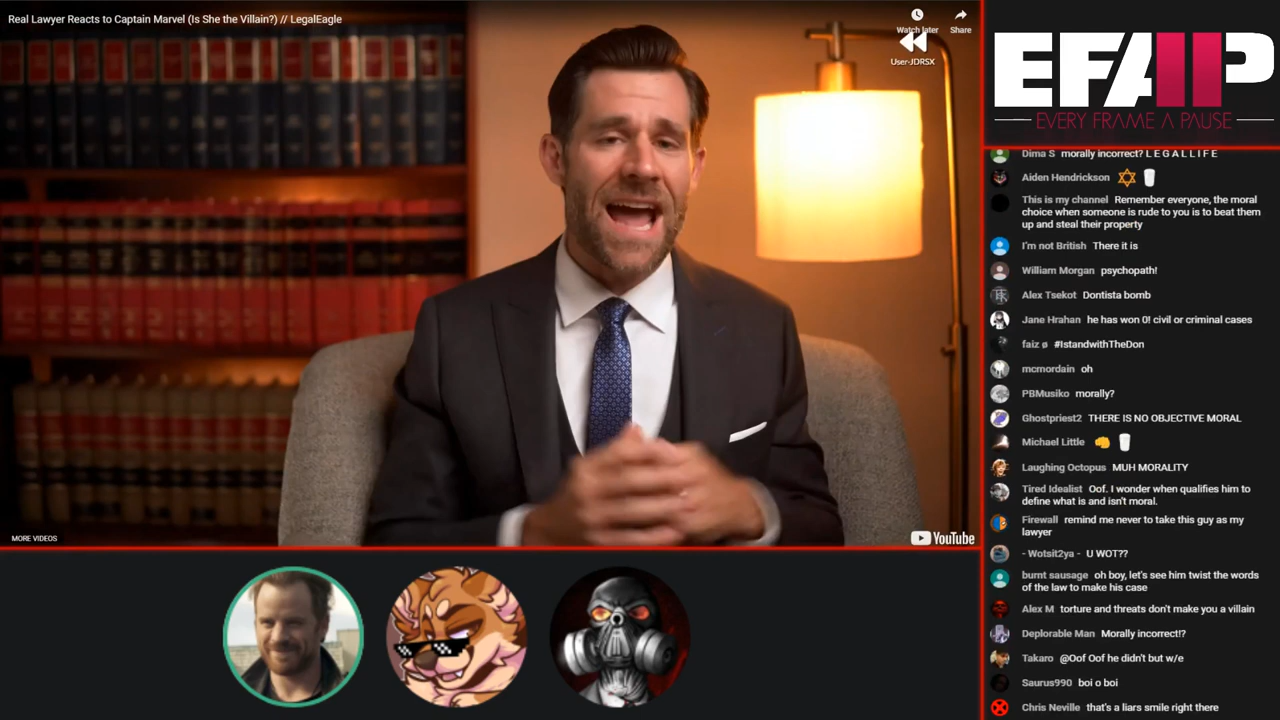 Real Lawyer Reacts to Captain Marvel (Is She the Villain?) // LegalEagle
Watch later
Share
User-JDRSX
MORE VIDEOS
YouTube
EFAP
EVERY FRAME A PAUSE
Dima S morally incorrect? L E G A L L I F E
Aiden Hendrickson
This is my channel Remember everyone, the moral
choice when someone is rude to you is to beat them
up and steal their property
I'm not British There it is
William Morgan psychopath!
Alex Tsekot Dontista bomb
Jane Hrahan he has won 0! civil or criminal cases
faiz ø #IstandwithTheDon
mcmordain oh
PBMusiko morally?
Ghostpriest2 THERE IS NO OBJECTIVE MORAL
Michael Little
Laughing Octopus MUH MORALITY
Tired Idealist Oof. I wonder when qualifies him to
define what is and isn't moral.
Firewall remind me never to take this guy as my
lawyer
- Wotsit2ya - U WOT??
burnt sausage oh boy, let's see him twist the words
of the law to make his case
Alex M torture and threats don't make you a villain
Deplorable Man Morally incorrect!?
Takaro @Oof Oof he didn't but w/e
Saurus990 boi o boi
Chris Neville that's a liars smile right there